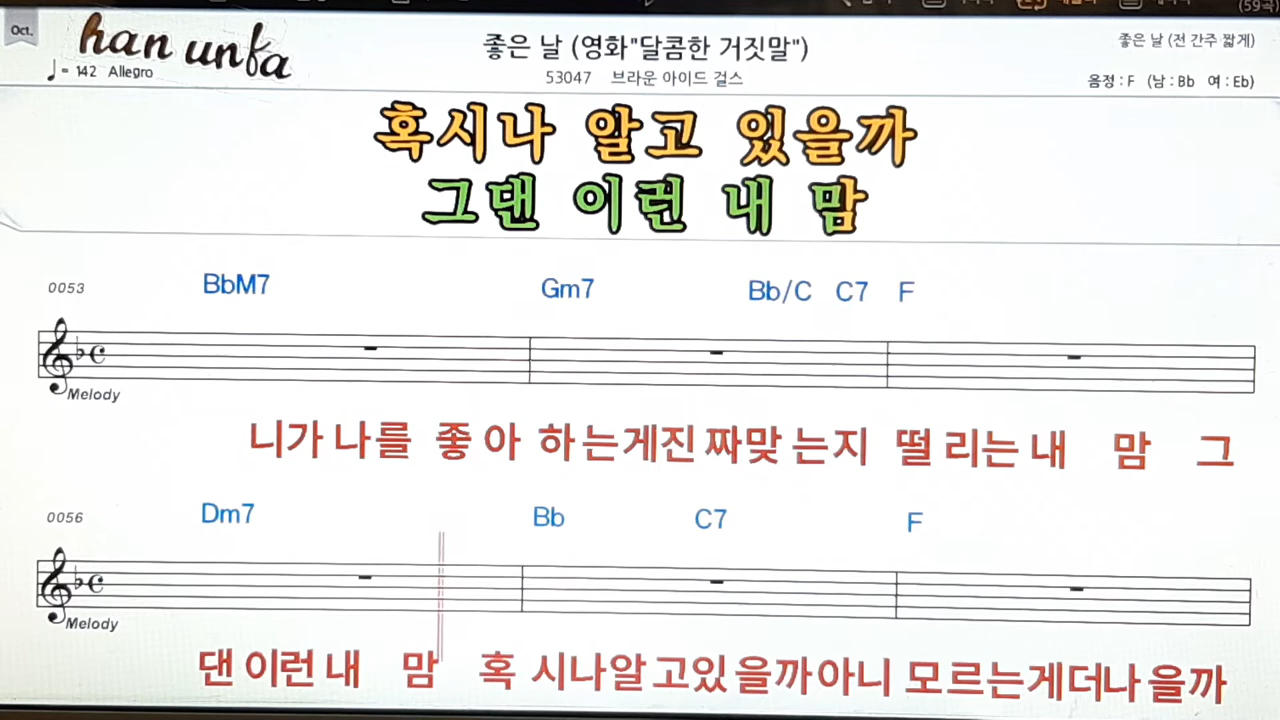 Oct.
han unfa
(59곡)
좋은 날 (영화"달콤한 거짓말")
좋은 날 (전 간주 짧게)
♩= 142 Allegro
53047 브라운 아이드 걸스
음정 : F (남 : Bb 여 : Eb)
혹시나 알고 있을까
그댄 이런 내 맘
0053
BbM7 Gm7 Bb/C C7 F
Melody
니가 나를 좋 아 하는게진 짜맞 는지 떨 리는 내 맘 그
0056
Dm7 Bb C7 F
Melody
댄 이런 내 맘 혹 시나알 고있 을까아니 모르는게더나 을까